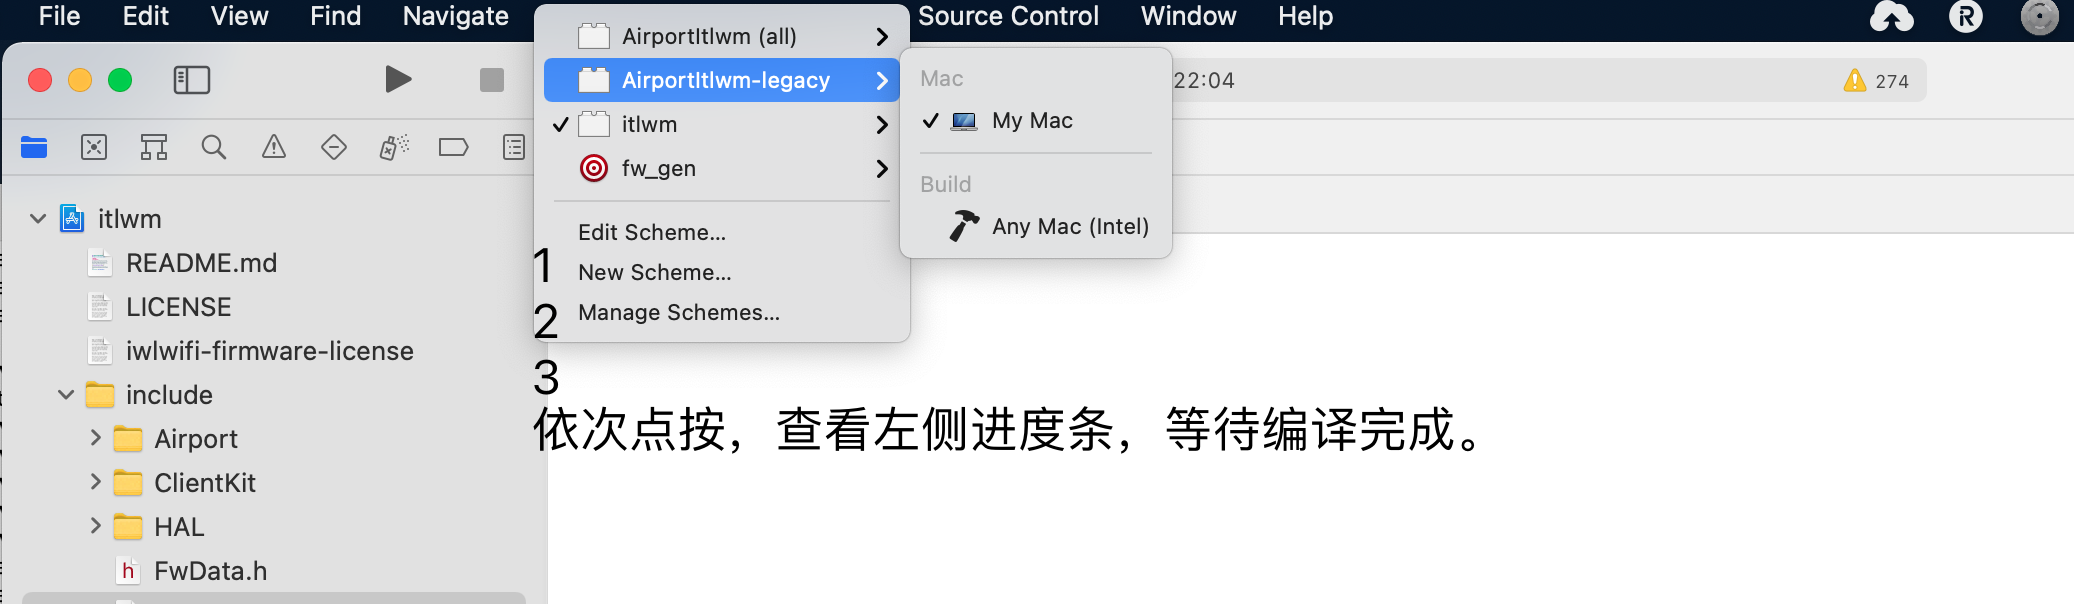 File Edit View Find Navigate Source Control Window Help
AirportItlwm (all)
AirportItlwm-legacy
itlwm
fw_gen
Edit Scheme...
New Scheme...
Manage Schemes...
Mac
My Mac
Build
Any Mac (Intel)
22:04
274
itlwm
README.md
LICENSE
iwlwifi-firmware-license
include
Airport
ClientKit
HAL
h FwData.h
1
2
3
依次点按，查看左侧进度条，等待编译完成。